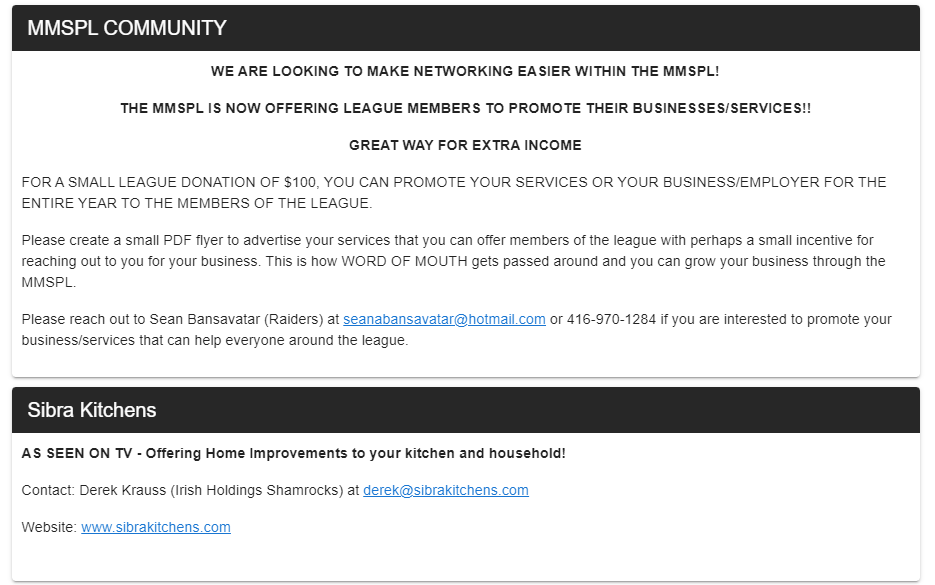 MMSPL COMMUNITY
WE ARE LOOKING TO MAKE NETWORKING EASIER WITHIN THE MMSPL!
THE MMSPL IS NOW OFFERING LEAGUE MEMBERS TO PROMOTE THEIR BUSINESSES/SERVICES!!
GREAT WAY FOR EXTRA INCOME
FOR A SMALL LEAGUE DONATION OF $100, YOU CAN PROMOTE YOUR SERVICES OR YOUR BUSINESS/EMPLOYER FOR THE
ENTIRE YEAR TO THE MEMBERS OF THE LEAGUE.
Please create a small PDF flyer to advertise your services that you can offer members of the league with perhaps a small incentive for
reaching out to you for your business. This is how WORD OF MOUTH gets passed around and you can grow your business through the
MMSPL.
Please reach out to Sean Bansavatar (Raiders) at seanabansavatar@hotmail.com or 416-970-1284 if you are interested to promote your
business/services that can help everyone around the league.
Sibra Kitchens
AS SEEN ON TV - Offering Home Improvements to your kitchen and household!
Contact: Derek Krauss (Irish Holdings Shamrocks) at derek@sibrakitchens.com
Website: www.sibrakitchens.com